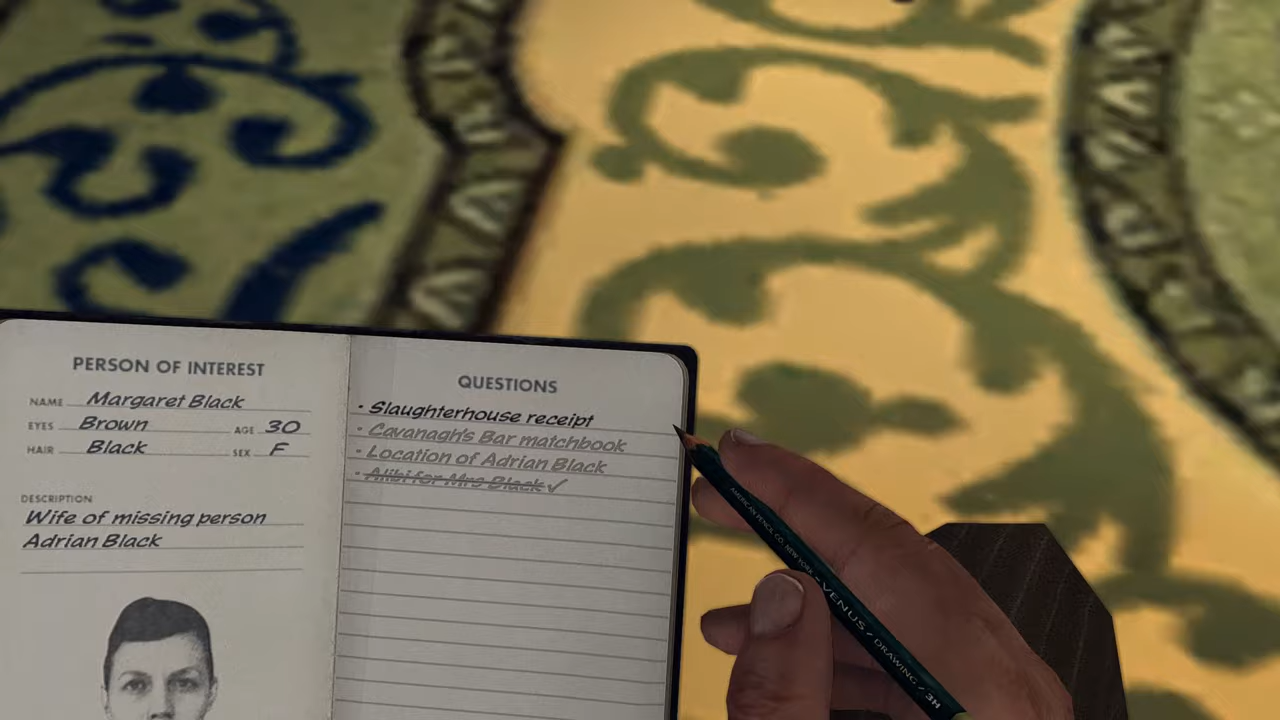 PERSON OF INTEREST
NAME Margaret Black
EYES Brown AGE 30
HAIR Black SEX F
DESCRIPTION
Wife of missing person
Adrian Black
QUESTIONS
· Slaughterhouse receipt
· Cavanagh's Bar matchbook
· Location of Adrian Black
· Alibi for Mrs Black ✓
AMERICAN PENCIL CO. NEW YORK - VENUS / DRAWING / 3H